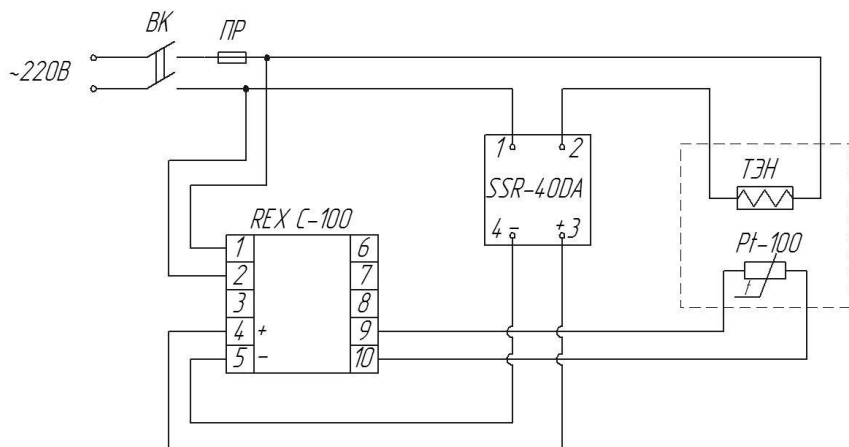 ВК
ПР
~220В
1
2
SSR-40DA
4 - + 3
ТЭН
REX C-100
Pt-100
t
1
6
2
7
3
8
4 +
9
5 -
10